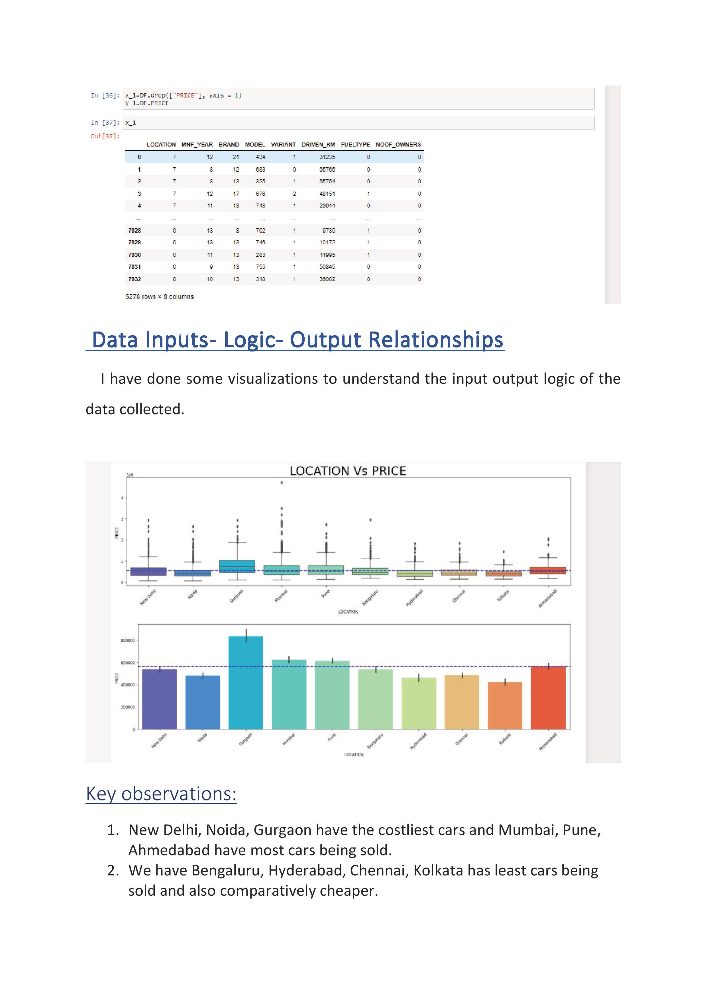 In [36]: x_1=DF.drop(["PRICE"], axis = 1)
y_1=DF.PRICE
In [37]: x_1
Out[37]:
LOCATION MNF_YEAR BRAND MODEL VARIANT DRIVEN_KM FUELTYPE NOOF_OWNERS
0 7 12 21 434 1 31235 0 0
1 7 8 12 683 0 65766 0 0
2 7 8 13 325 1 65754 0 0
3 7 12 17 676 2 48151 1 0
4 7 11 13 748 1 28944 0 0
... ... ... ... ... ... ... ... ...
7828 0 13 8 702 1 9730 1 0
7829 0 13 13 746 1 10172 1 0
7830 0 11 13 283 1 11995 1 0
7831 0 9 13 755 1 50845 0 0
7832 0 10 13 318 1 36002 0 0
5278 rows × 8 columns
Data Inputs- Logic- Output Relationships
I have done some visualizations to understand the input output logic of the
data collected.
LOCATION Vs PRICE
1e6
4
3
2
1
0
PRICE
New Delhi Noida Gurgaon Mumbai Pune Bengaluru Hyderabad Chennai Kolkata Ahmedabad
LOCATION
800000
600000
400000
200000
0
PRICE
New Delhi Noida Gurgaon Mumbai Pune Bengaluru Hyderabad Chennai Kolkata Ahmedabad
LOCATION
Key observations:
1. New Delhi, Noida, Gurgaon have the costliest cars and Mumbai, Pune,
Ahmedabad have most cars being sold.
2. We have Bengaluru, Hyderabad, Chennai, Kolkata has least cars being
sold and also comparatively cheaper.